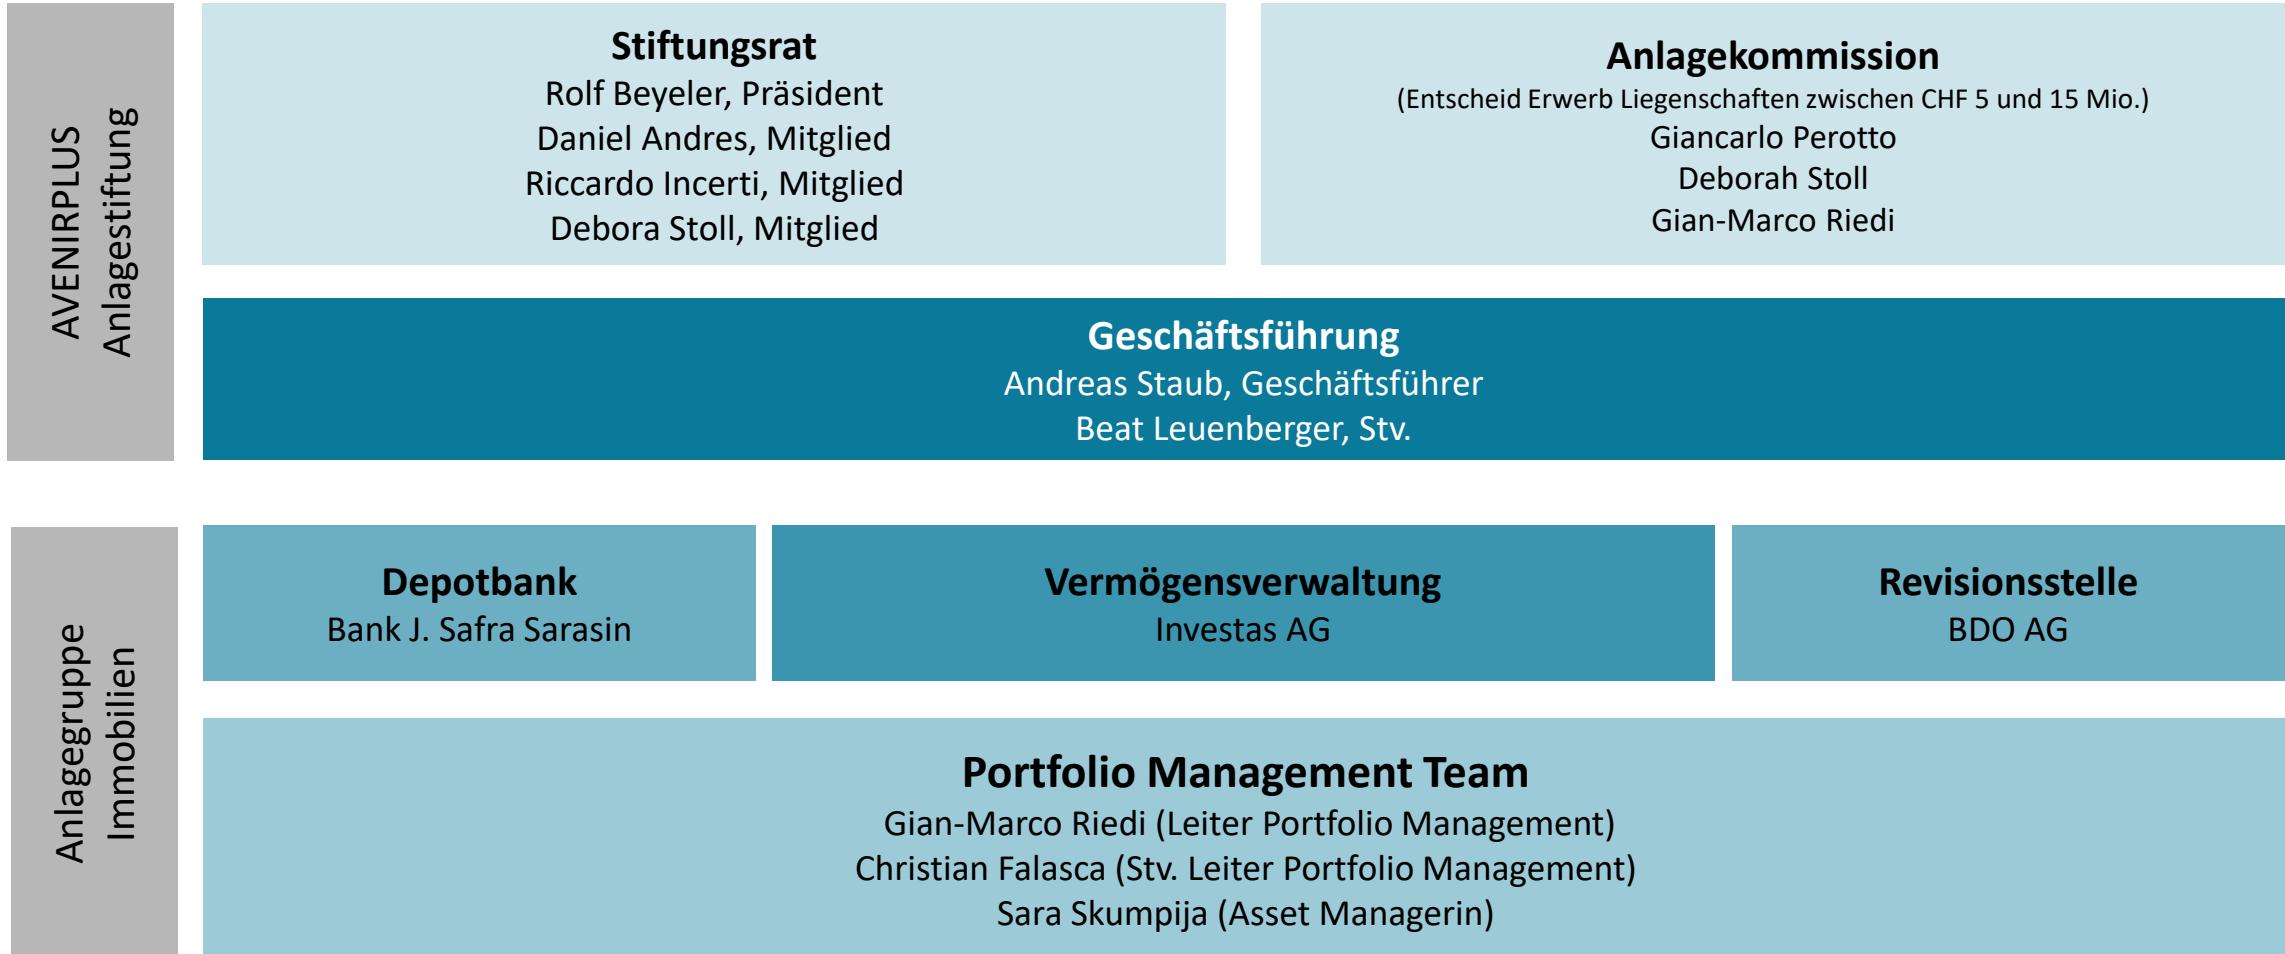 AVENIRPLUS
Anlagestiftung
Stiftungsrat
Rolf Beyeler, Präsident
Daniel Andres, Mitglied
Riccardo Incerti, Mitglied
Debora Stoll, Mitglied
Anlagekommission
(Entscheid Erwerb Liegenschaften zwischen CHF 5 und 15 Mio.)
Giancarlo Perotto
Deborah Stoll
Gian-Marco Riedi
Geschäftsführung
Andreas Staub, Geschäftsführer
Beat Leuenberger, Stv.
Anlagegruppe
Immobilien
Depotbank
Bank J. Safra Sarasin
Vermögensverwaltung
Investas AG
Revisionsstelle
BDO AG
Portfolio Management Team
Gian-Marco Riedi (Leiter Portfolio Management)
Christian Falasca (Stv. Leiter Portfolio Management)
Sara Skumpija (Asset Managerin)